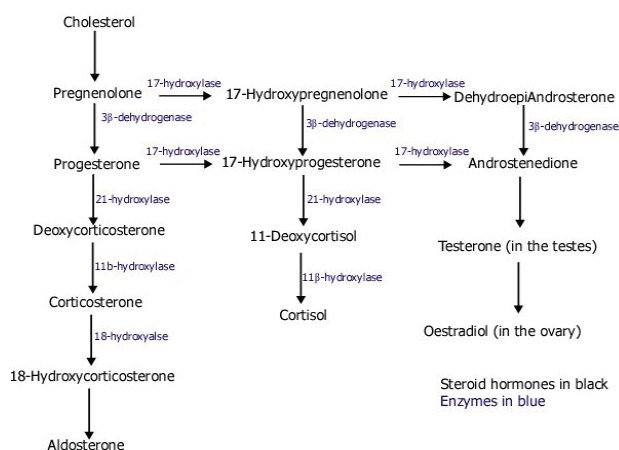 Cholesterol
17-hydroxylase 17-hydroxylase
Pregnenolone 17-Hydroxypregnenolone DehydroepiAndrosterone
3β-dehydrogenase 3β-dehydrogenase 3β-dehydrogenase
17-hydroxylase 17-hydroxylase
Progesterone 17-Hydroxyprogesterone Androstenedione
21-hydroxylase 21-hydroxylase
Deoxycorticosterone 11-Deoxycortisol Testerone (in the testes)
11b-hydroxylase 11β-hydroxylase
Corticosterone Cortisol
18-hydroxyalse Oestradiol (in the ovary)
18-Hydroxycorticosterone
Steroid hormones in black
Enzymes in blue
Aldosterone